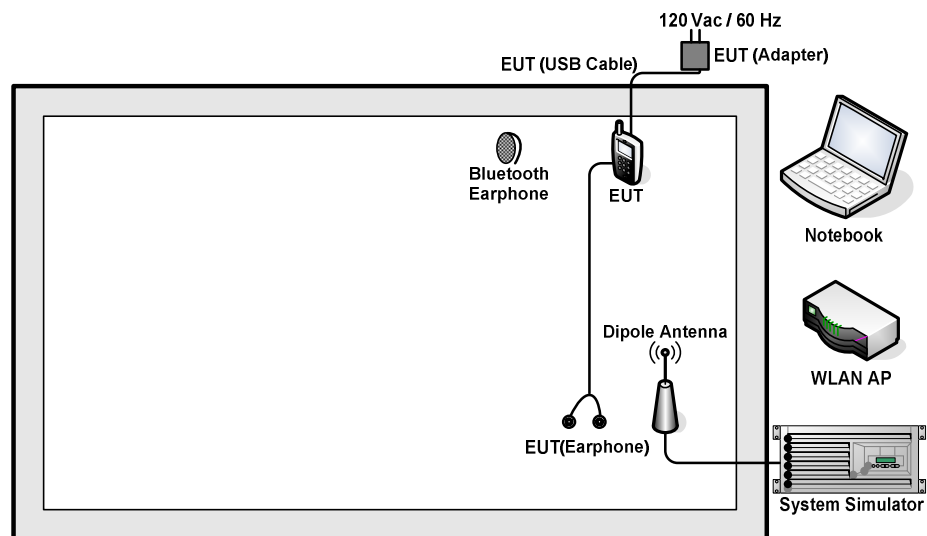 120 Vac / 60 Hz
EUT (USB Cable)
EUT (Adapter)
Bluetooth
Earphone
EUT
Notebook
Dipole Antenna
WLAN AP
EUT(Earphone)
System Simulator